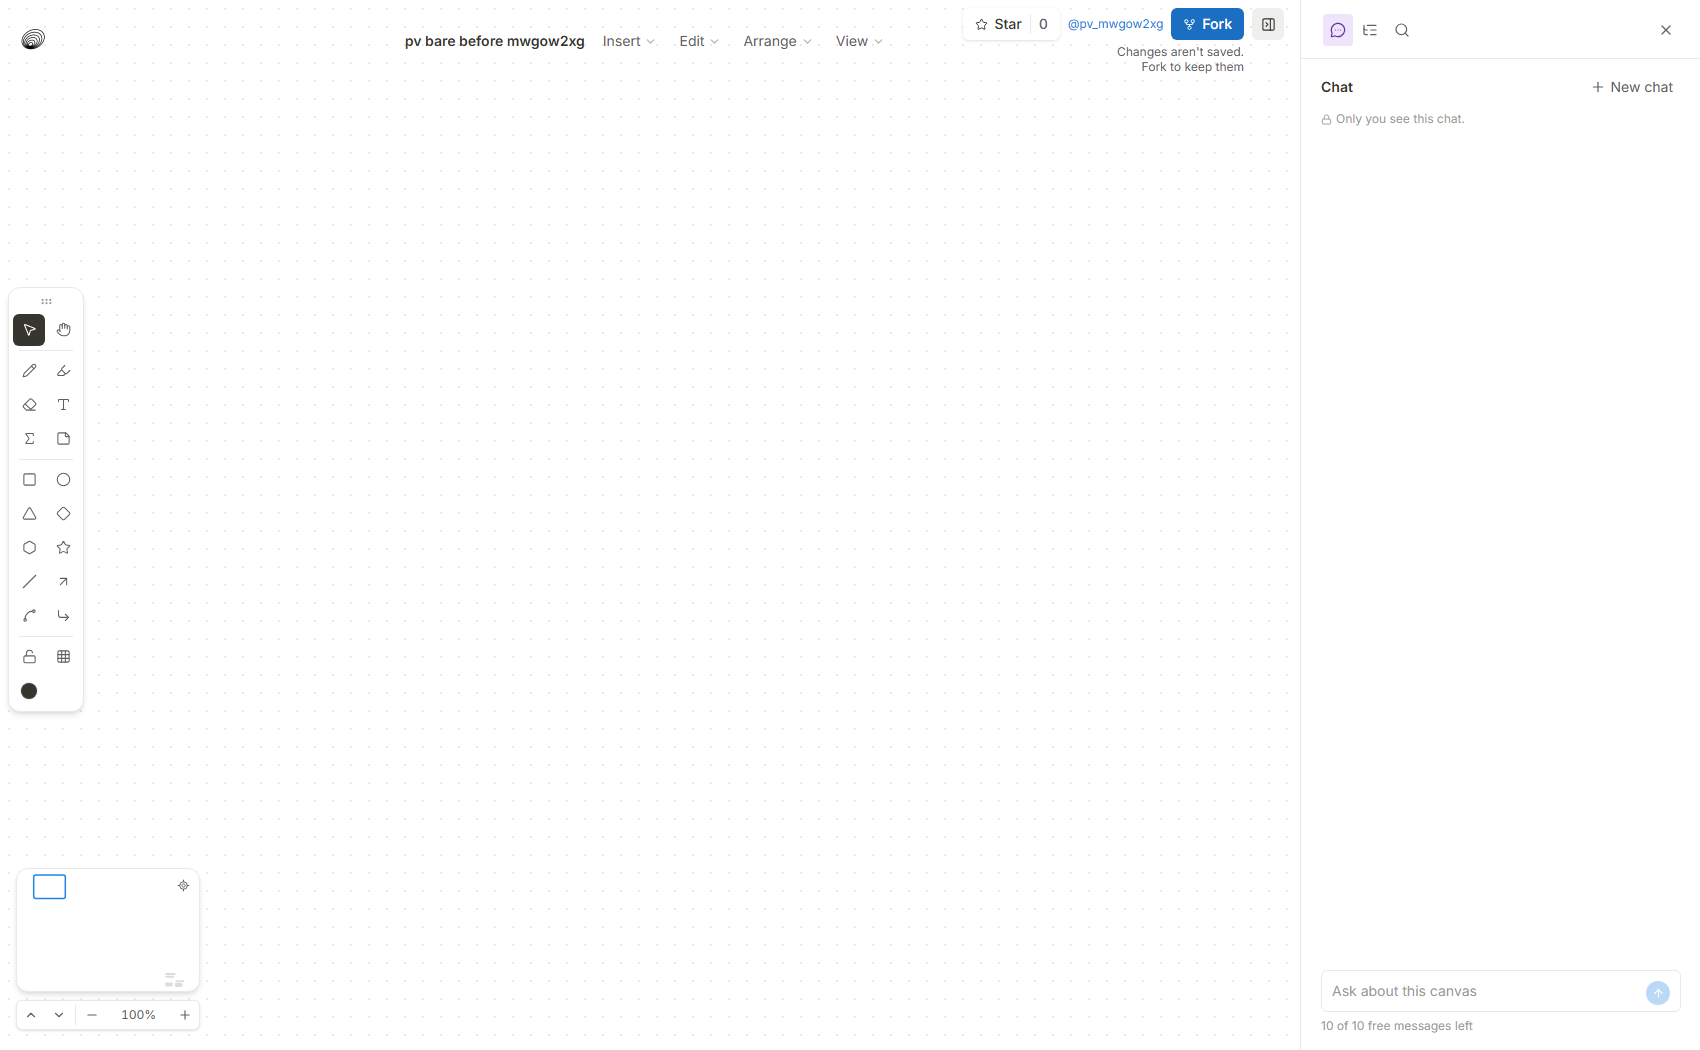 pv bare before mwgow2xg Insert Edit Arrange View
Star 0 @pv_mwgow2xg Fork
Changes aren't saved.
Fork to keep them
Chat
New chat
Only you see this chat.
100%
Ask about this canvas
10 of 10 free messages left